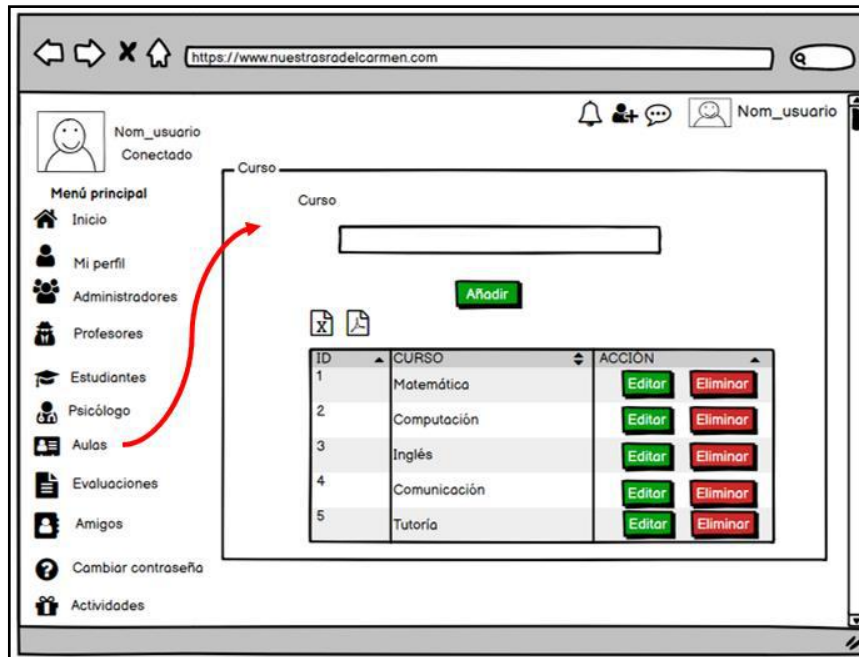 https://www.nuestrasradelcarmen.com
Nom_usuario
Conectado
Nom_usuario
Menú principal
Inicio
Mi perfil
Administradores
Profesores
Estudiantes
Psicólogo
Aulas
Evaluaciones
Amigos
Cambiar contraseña
Actividades
Curso
Curso
Añadir
ID CURSO ACCIÓN
1 Matemática Editar Eliminar
2 Computación Editar Eliminar
3 Inglés Editar Eliminar
4 Comunicación Editar Eliminar
5 Tutoría Editar Eliminar